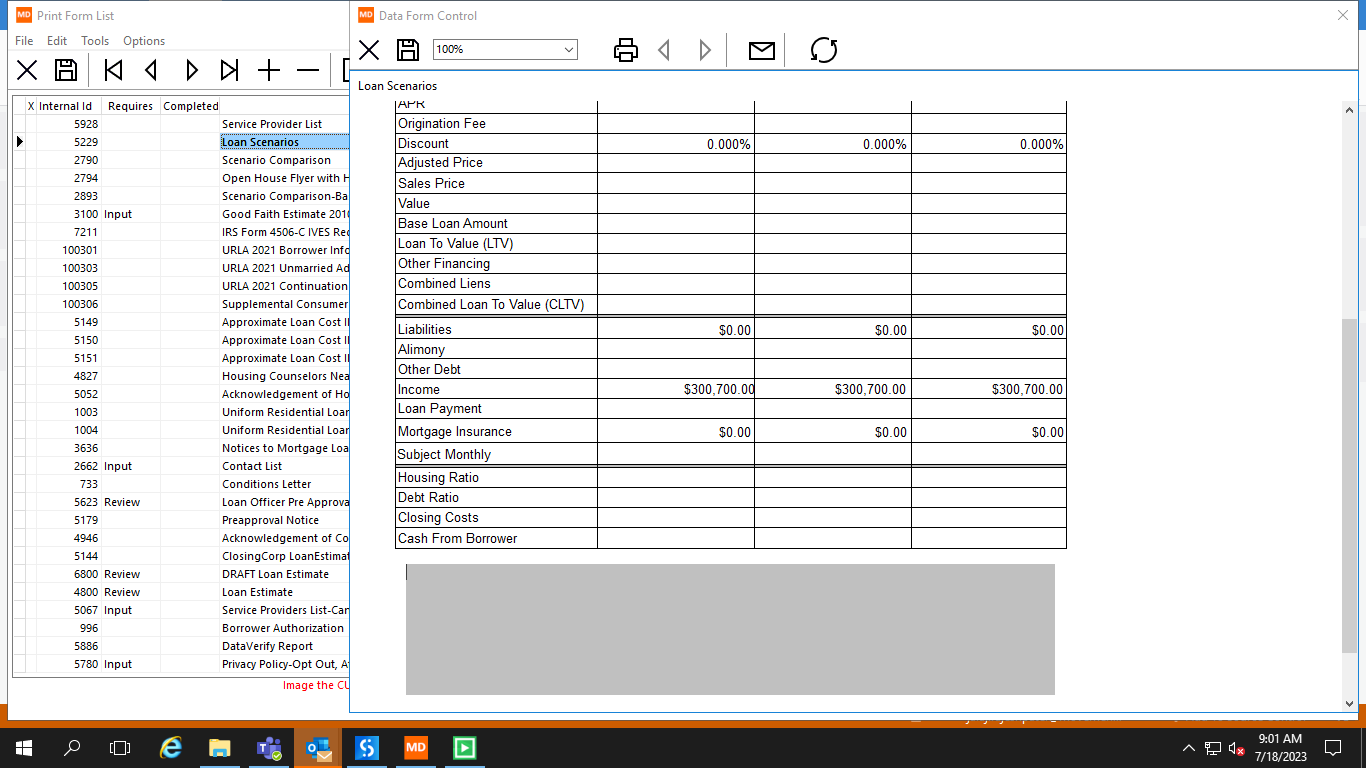 MD Print Form List
File Edit Tools Options
X Internal Id Requires Completed
5928 Service Provider List
5229 Loan Scenarios
2790 Scenario Comparison
2794 Open House Flyer with H
2893 Scenario Comparison-Ba
3100 Input Good Faith Estimate 2010
7211 IRS Form 4506-C IVES Req
100301 URLA 2021 Borrower Info
100303 URLA 2021 Unmarried Ad
100305 URLA 2021 Continuation
100306 Supplemental Consumer
5149 Approximate Loan Cost Il
5150 Approximate Loan Cost Il
5151 Approximate Loan Cost Il
4827 Housing Counselors Nea
5052 Acknowledgement of Ho
1003 Uniform Residential Loan
1004 Uniform Residential Loan
3636 Notices to Mortgage Loa
2662 Input Contact List
733 Conditions Letter
5623 Review Loan Officer Pre Approva
5179 Preapproval Notice
4946 Acknowledgement of Co
5144 ClosingCorp LoanEstimat
6800 Review DRAFT Loan Estimate
4800 Review Loan Estimate
5067 Input Service Providers List-Can
996 Borrower Authorization
5886 DataVerify Report
5780 Input Privacy Policy-Opt Out, A
Image the CU
MD Data Form Control
100%
Loan Scenarios
APR
Origination Fee
Discount 0.000% 0.000% 0.000%
Adjusted Price
Sales Price
Value
Base Loan Amount
Loan To Value (LTV)
Other Financing
Combined Liens
Combined Loan To Value (CLTV)
Liabilities $0.00 $0.00 $0.00
Alimony
Other Debt
Income $300,700.00 $300,700.00 $300,700.00
Loan Payment
Mortgage Insurance $0.00 $0.00 $0.00
Subject Monthly
Housing Ratio
Debt Ratio
Closing Costs
Cash From Borrower
MD
9:01 AM
7/18/2023